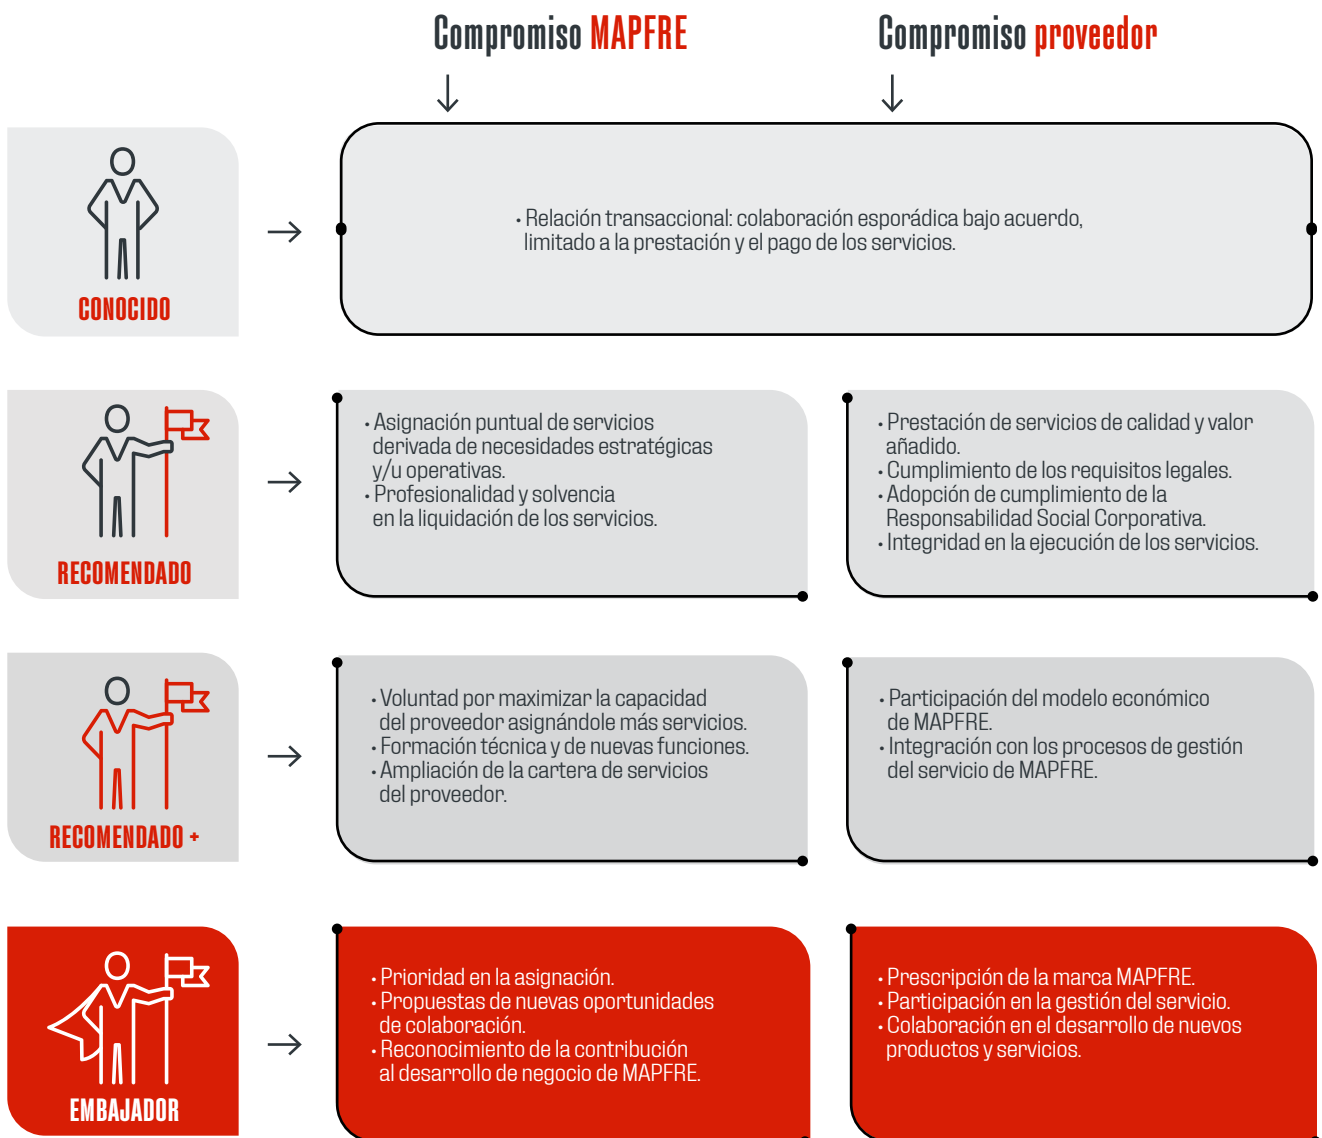 Compromiso MAPFRE
Compromiso proveedor
CONOCIDO
• Relación transaccional: colaboración esporádica bajo acuerdo,
limitado a la prestación y el pago de los servicios.
RECOMENDADO
• Asignación puntual de servicios
derivada de necesidades estratégicas
y/u operativas.
• Profesionalidad y solvencia
en la liquidación de los servicios.
• Prestación de servicios de calidad y valor
añadido.
• Cumplimiento de los requisitos legales.
• Adopción de cumplimiento de la
Responsabilidad Social Corporativa.
• Integridad en la ejecución de los servicios.
RECOMENDADO +
• Voluntad por maximizar la capacidad
del proveedor asignándole más servicios.
• Formación técnica y de nuevas funciones.
• Ampliación de la cartera de servicios
del proveedor.
• Participación del modelo económico
de MAPFRE.
• Integración con los procesos de gestión
del servicio de MAPFRE.
EMBAJADOR
• Prioridad en la asignación.
• Propuestas de nuevas oportunidades
de colaboración.
• Reconocimiento de la contribución
al desarrollo de negocio de MAPFRE.
• Prescripción de la marca MAPFRE.
• Participación en la gestión del servicio.
• Colaboración en el desarrollo de nuevos
productos y servicios.